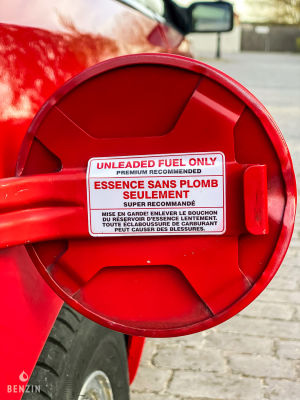 UNLEADED FUEL ONLY
PREMIUM RECOMMENDED
ESSENCE SANS PLOMB
SEULEMENT
SUPER RECOMMANDÉ
MISE EN GARDE! ENLEVER LE BOUCHON
DU RÉSERVOIR D'ESSENCE LENTEMENT.
TOUTE ÉCLABOUSSURE DE CARBURANT
PEUT CAUSER DES BLESSURES.
BENZIN